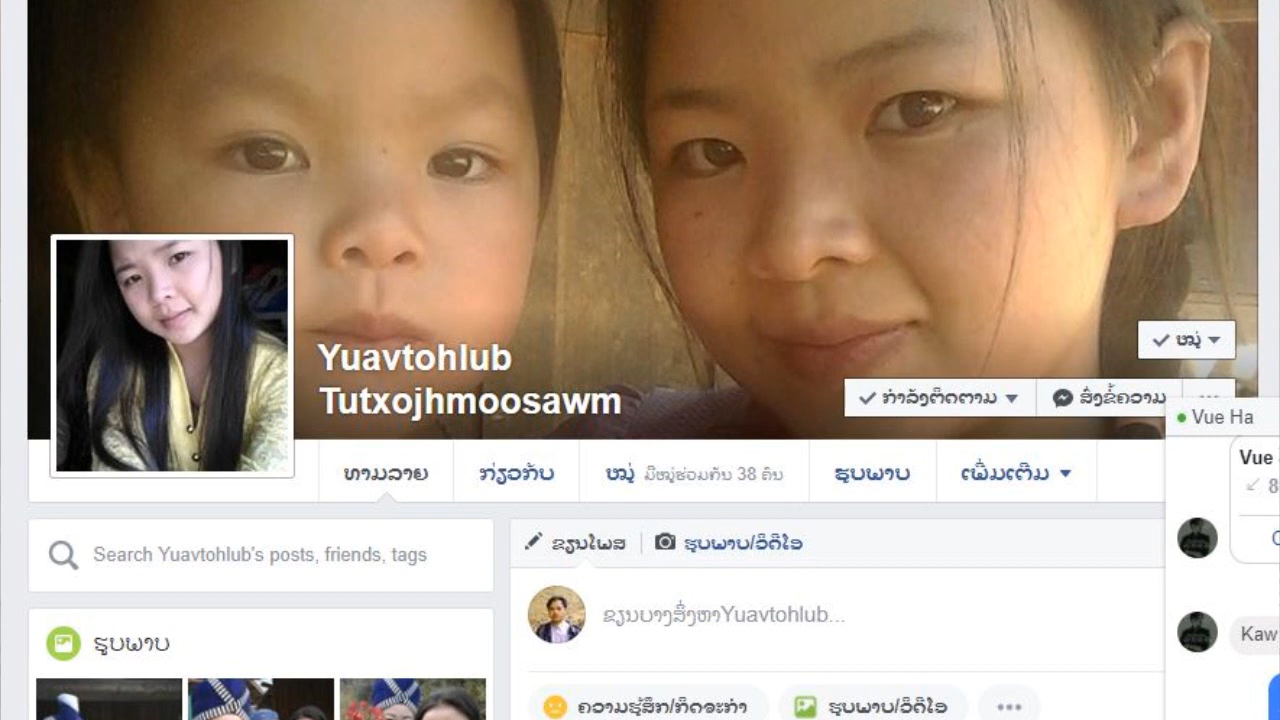 Yuavtohlub
Tutxojhmoosawm
ໝູ່
ກຳລັງຕິດຕາມ
ສົ່ງຂໍ້ຄວາມ
Vue Ha
ທາມລາຍ
ກ່ຽວກັບ
ໝູ່ ມີໝູ່ຮ່ວມກັນ 38 ຄົນ
ຮູບພາບ
ເພີ່ມເຕີມ
Vue
8
Search Yuavtohlub's posts, friends, tags
ຂຽນໂພສ
ຮູບພາບ/ວິດີໂອ
ຂຽນບາງສິ່ງຫາYuavtohlub...
ຮູບພາບ
Kaw
ຄວາມຮູ້ສຶກ/ກິດຈະກຳ
ຮູບພາບ/ວິດີໂອ